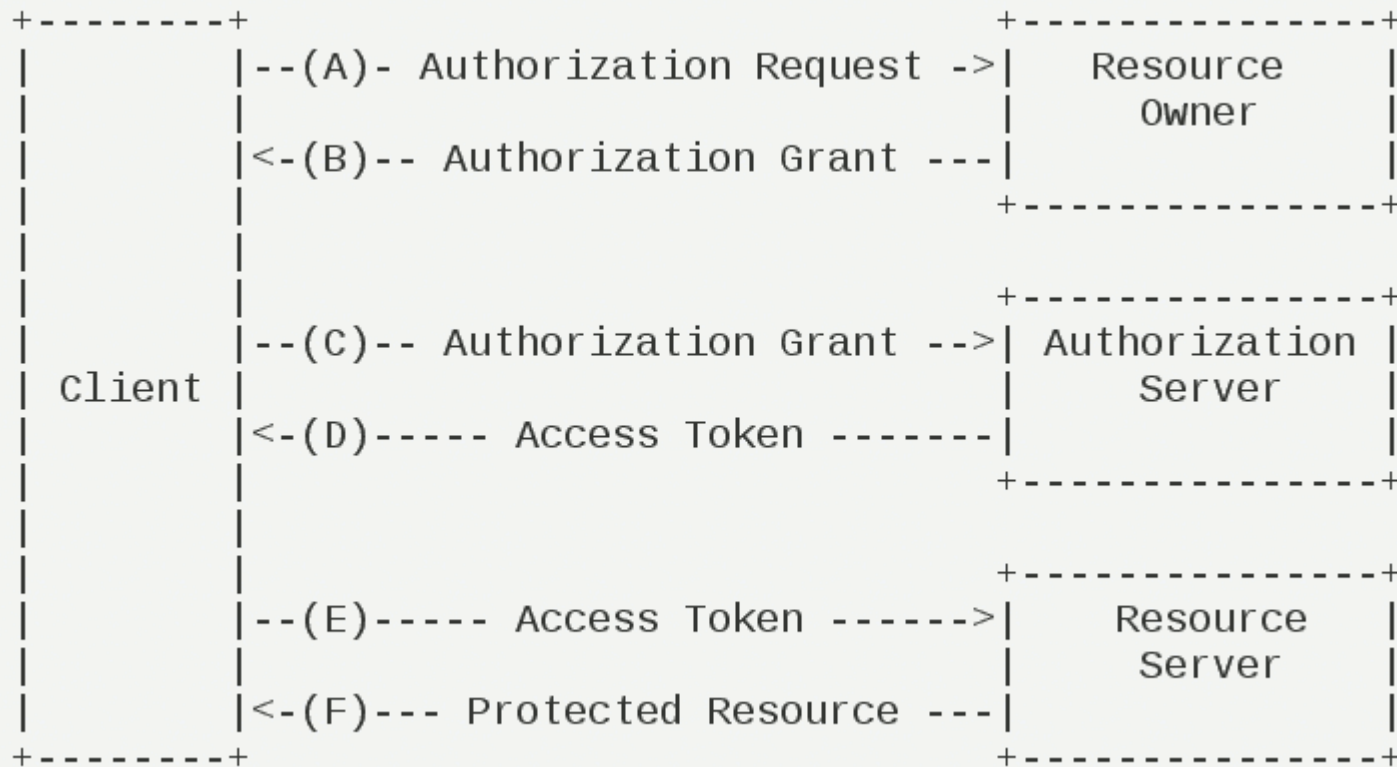 +--------+                               +---------------+
|        |--(A)- Authorization Request ->|   Resource    |
|        |                               |     Owner     |
|        |<-(B)-- Authorization Grant ---|               |
|        |                               +---------------+
|        |
|        |                               +---------------+
|        |--(C)-- Authorization Grant -->| Authorization |
| Client |                               |     Server    |
|        |<-(D)----- Access Token -------|               |
|        |                               +---------------+
|        |
|        |                               +---------------+
|        |--(E)----- Access Token ------>|    Resource   |
|        |                               |     Server    |
|        |<-(F)--- Protected Resource ---|               |
+--------+                               +---------------+